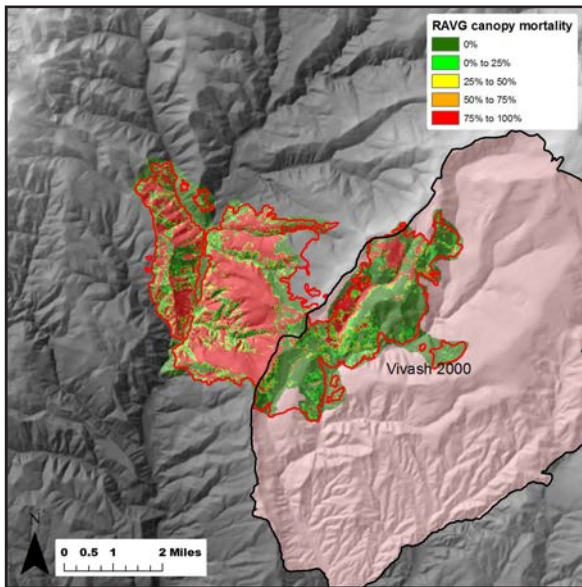 RAVG canopy mortality
0%
0% to 25%
25% to 50%
50% to 75%
75% to 100%
Vivash 2000
N
0 0.5 1 2 Miles